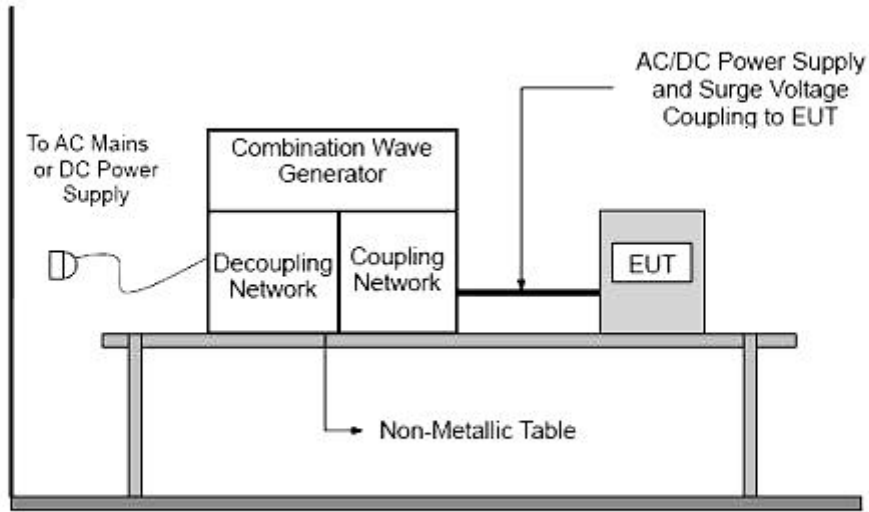 AC/DC Power Supply
and Surge Voltage
Coupling to EUT
To AC Mains
or DC Power
Supply
Combination Wave
Generator
Decoupling
Network
Coupling
Network
EUT
Non-Metallic Table